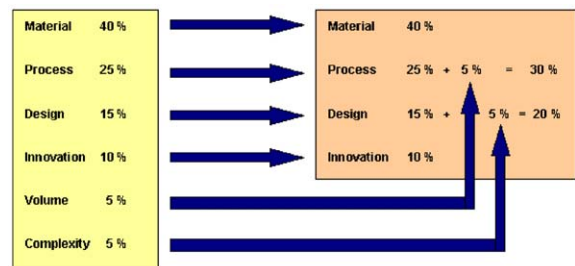 Material 40 %
Process 25 %
Design 15 %
Innovation 10 %
Volume 5 %
Complexity 5 %
Material 40 %
Process 25 % + 5 % = 30 %
Design 15 % + 5 % = 20 %
Innovation 10 %